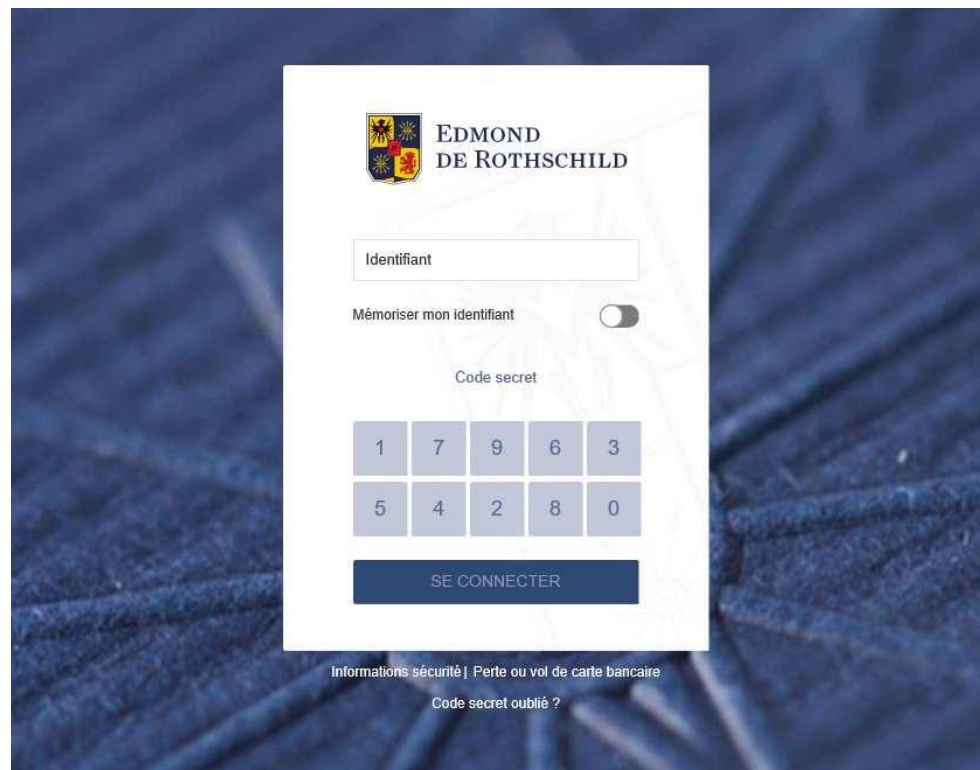 EDMOND
DE ROTHSCHILD
Identifiant
Mémoriser mon identifiant
Code secret
1 7 9 6 3
5 4 2 8 0
SE CONNECTER
Informations sécurité | Perte ou vol de carte bancaire
Code secret oublié ?